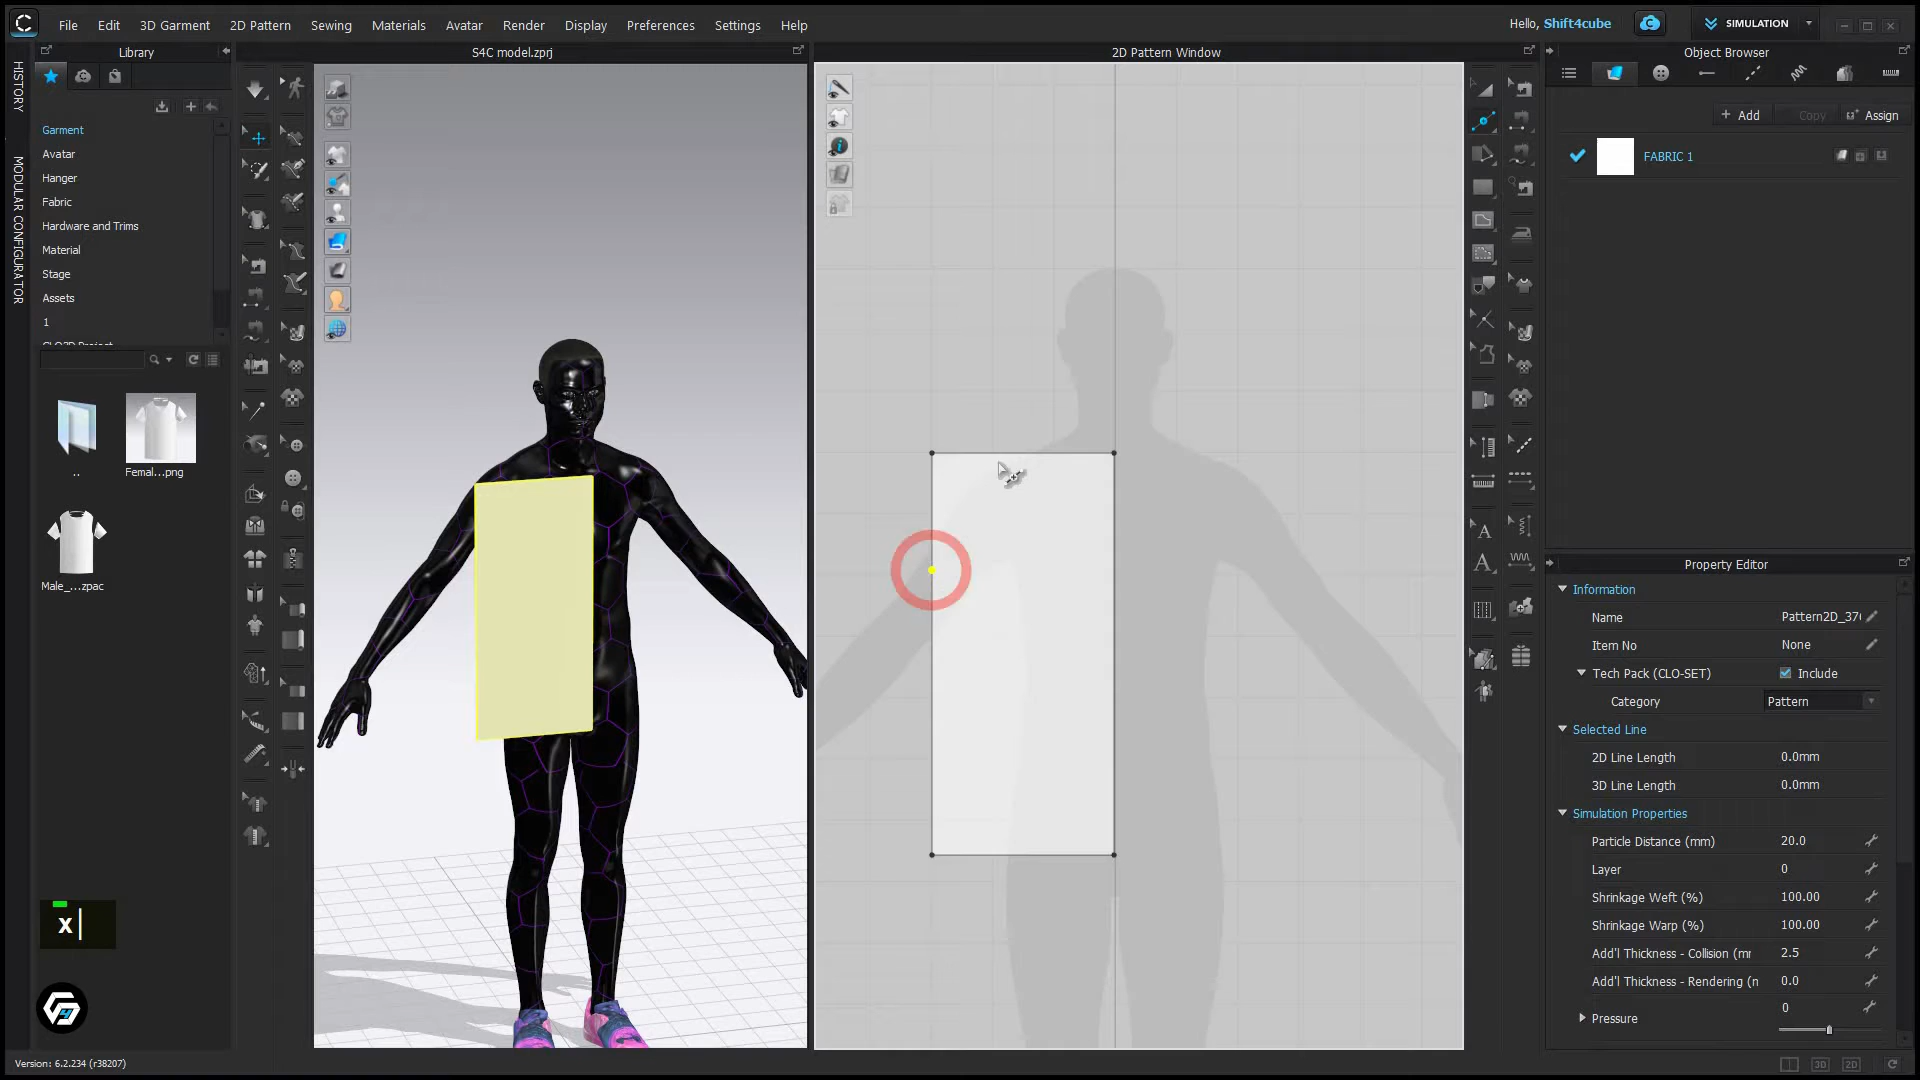 File
Edit
3D Garment
2D Pattern
Sewing
Materials
Avatar
Render
Display
Preferences
Settings
Help
Hello, Shift4cube
SIMULATION
Library
S4C model.zprj
2D Pattern Window
Object Browser
HISTORY
MODULAR CONFIGURATOR
Garment
Avatar
Hanger
Fabric
Hardware and Trims
Material
Stage
Assets
1
..
Femal...png
Male_...zpac
+ Add
Copy
Assign
FABRIC 1
Property Editor
Information
Name Pattern2D_37
Item No None
Tech Pack (CLO-SET) Include
Category Pattern
Selected Line
2D Line Length 0.0mm
3D Line Length 0.0mm
Simulation Properties
Particle Distance (mm) 20.0
Layer 0
Shrinkage Weft (%) 100.00
Shrinkage Warp (%) 100.00
Add'l Thickness - Collision (mr 2.5
Add'l Thickness - Rendering (n 0.0
Pressure 0
x
Version: 6.2.234 (r38207)
3D
2D